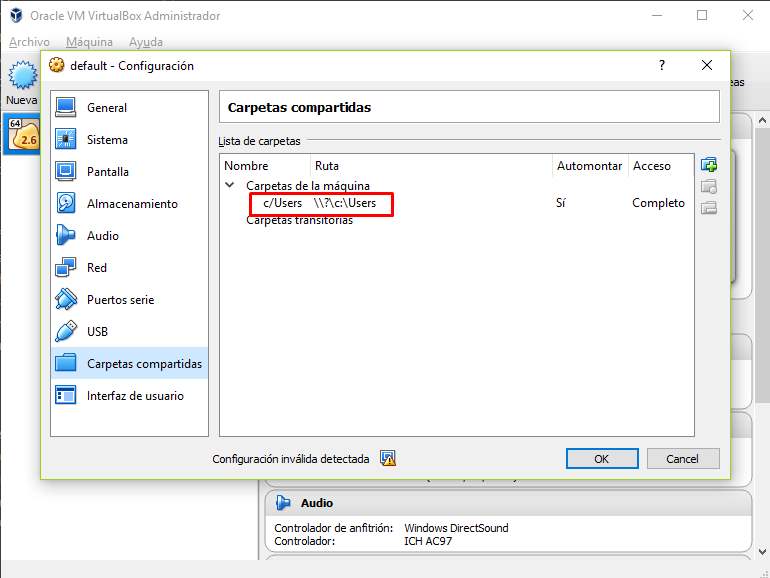 Oracle VM VirtualBox Administrador
Archivo Máquina Ayuda
Nueva
64
2.6
default - Configuración
?
General
Sistema
Pantalla
Almacenamiento
Audio
Red
Puertos serie
USB
Carpetas compartidas
Interfaz de usuario
Carpetas compartidas
Lista de carpetas
Nombre Ruta Automontar Acceso
Carpetas de la máquina
c/Users \\?\c:\Users Sí Completo
Carpetas transitorias
Configuración inválida detectada
OK Cancel
eas
Audio
Controlador de anfitrión: Windows DirectSound
Controlador: ICH AC97